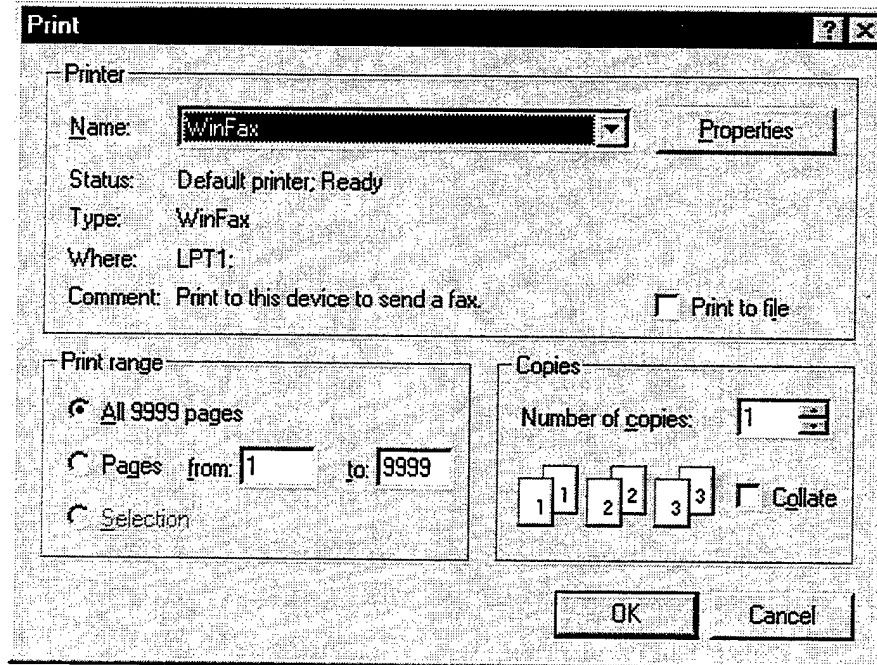 Print
Printer
Name: WinFax Properties
Status: Default printer; Ready
Type: WinFax
Where: LPT1:
Comment: Print to this device to send a fax. Print to file
Print range
All 9999 pages
Pages from: 1 to: 9999
Selection
Copies
Number of copies: 1
1 1 2 2 3 3 Collate
OK Cancel